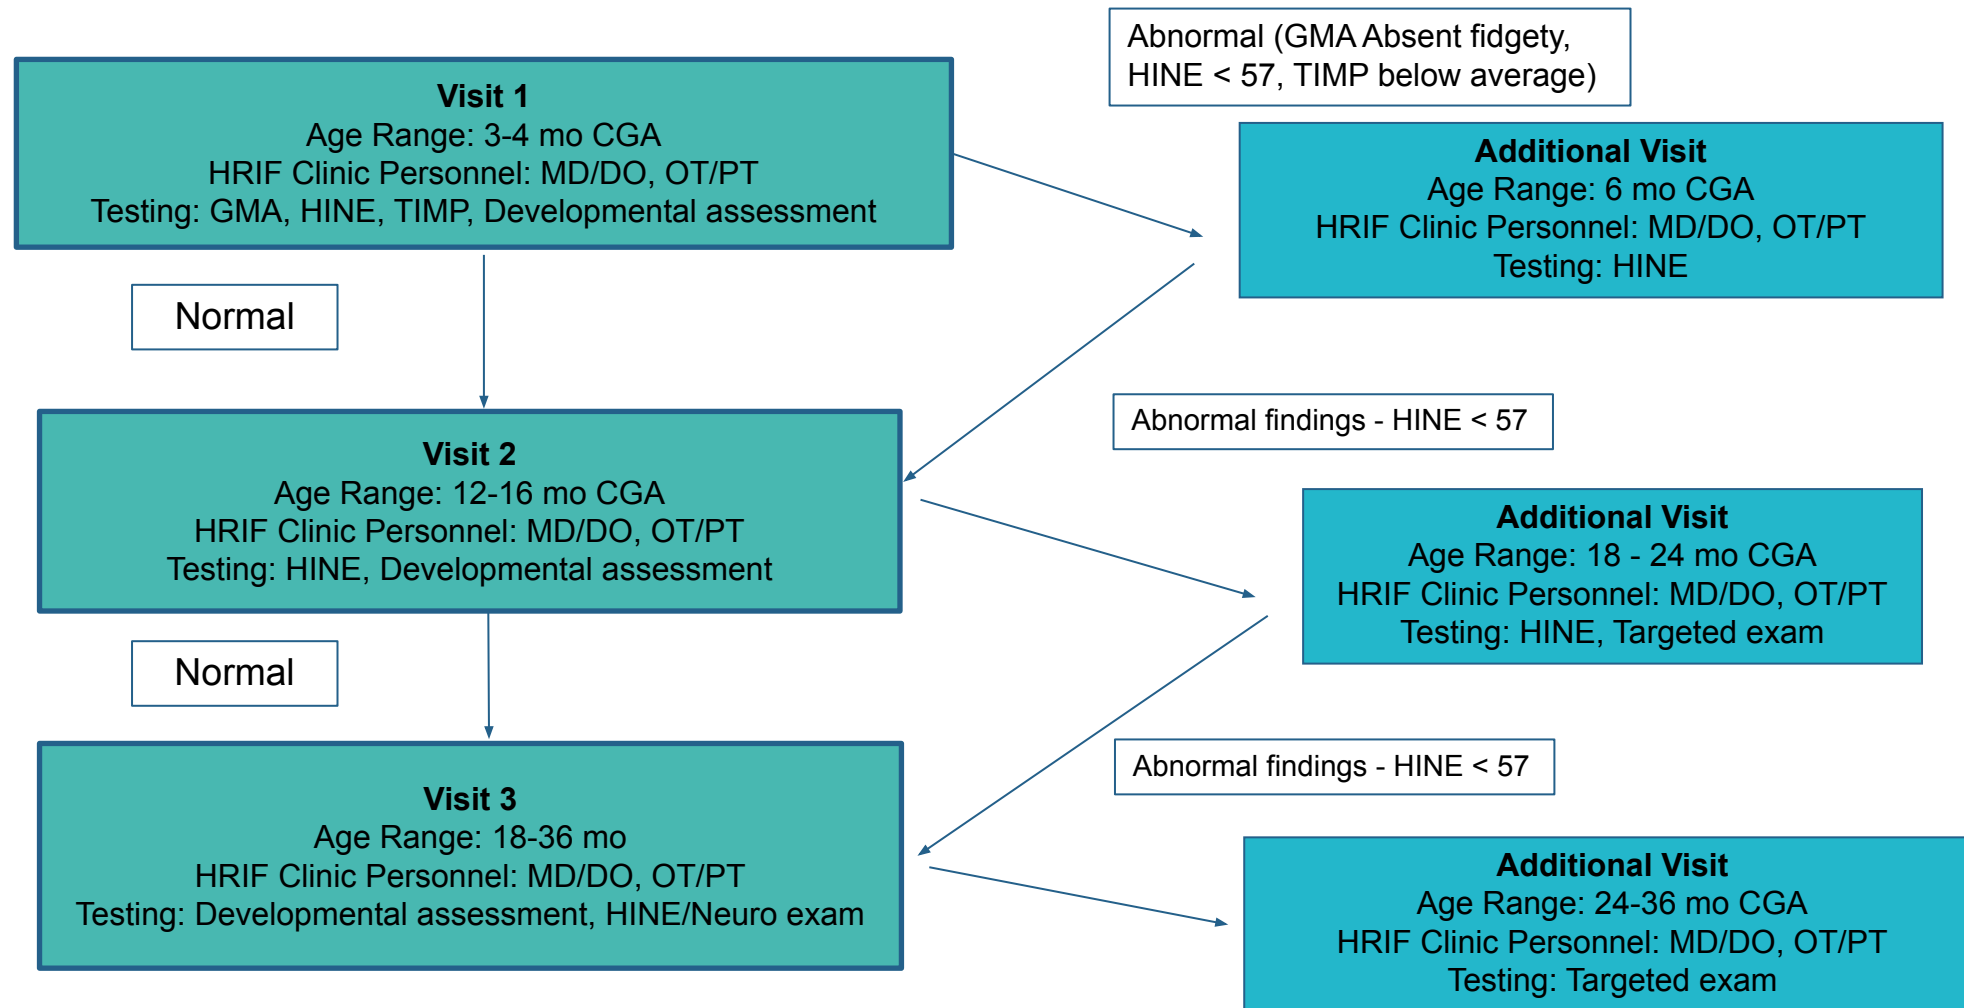 Abnormal (GMA Absent fidgety,
HINE < 57, TIMP below average)
Visit 1
Age Range: 3-4 mo CGA
HRIF Clinic Personnel: MD/DO, OT/PT
Testing: GMA, HINE, TIMP, Developmental assessment
Additional Visit
Age Range: 6 mo CGA
HRIF Clinic Personnel: MD/DO, OT/PT
Testing: HINE
Normal
Abnormal findings - HINE < 57
Visit 2
Age Range: 12-16 mo CGA
HRIF Clinic Personnel: MD/DO, OT/PT
Testing: HINE, Developmental assessment
Additional Visit
Age Range: 18 - 24 mo CGA
HRIF Clinic Personnel: MD/DO, OT/PT
Testing: HINE, Targeted exam
Normal
Abnormal findings - HINE < 57
Visit 3
Age Range: 18-36 mo
HRIF Clinic Personnel: MD/DO, OT/PT
Testing: Developmental assessment, HINE/Neuro exam
Additional Visit
Age Range: 24-36 mo CGA
HRIF Clinic Personnel: MD/DO, OT/PT
Testing: Targeted exam